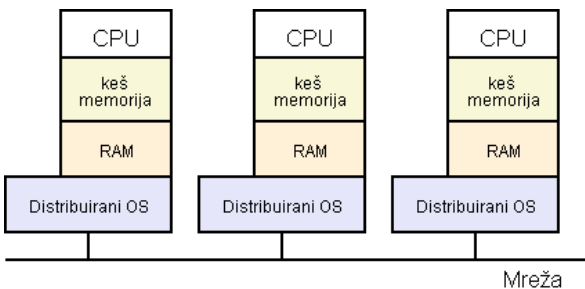 CPU
keš
memorija
RAM
Distribuirani OS
CPU
keš
memorija
RAM
Distribuirani OS
CPU
keš
memorija
RAM
Distribuirani OS
Mreža